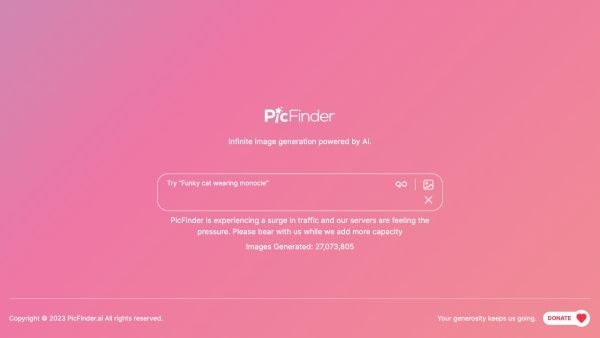 PicFinder
Infinite image generation powered by AI.
Try "Funky cat wearing monocle"
PicFinder is experiencing a surge in traffic and our servers are feeling the
pressure. Please bear with us while we add more capacity
Images Generated: 27,073,805
Copyright © 2023 PicFinder.ai All rights reserved.
Your generosity keeps us going.
DONATE